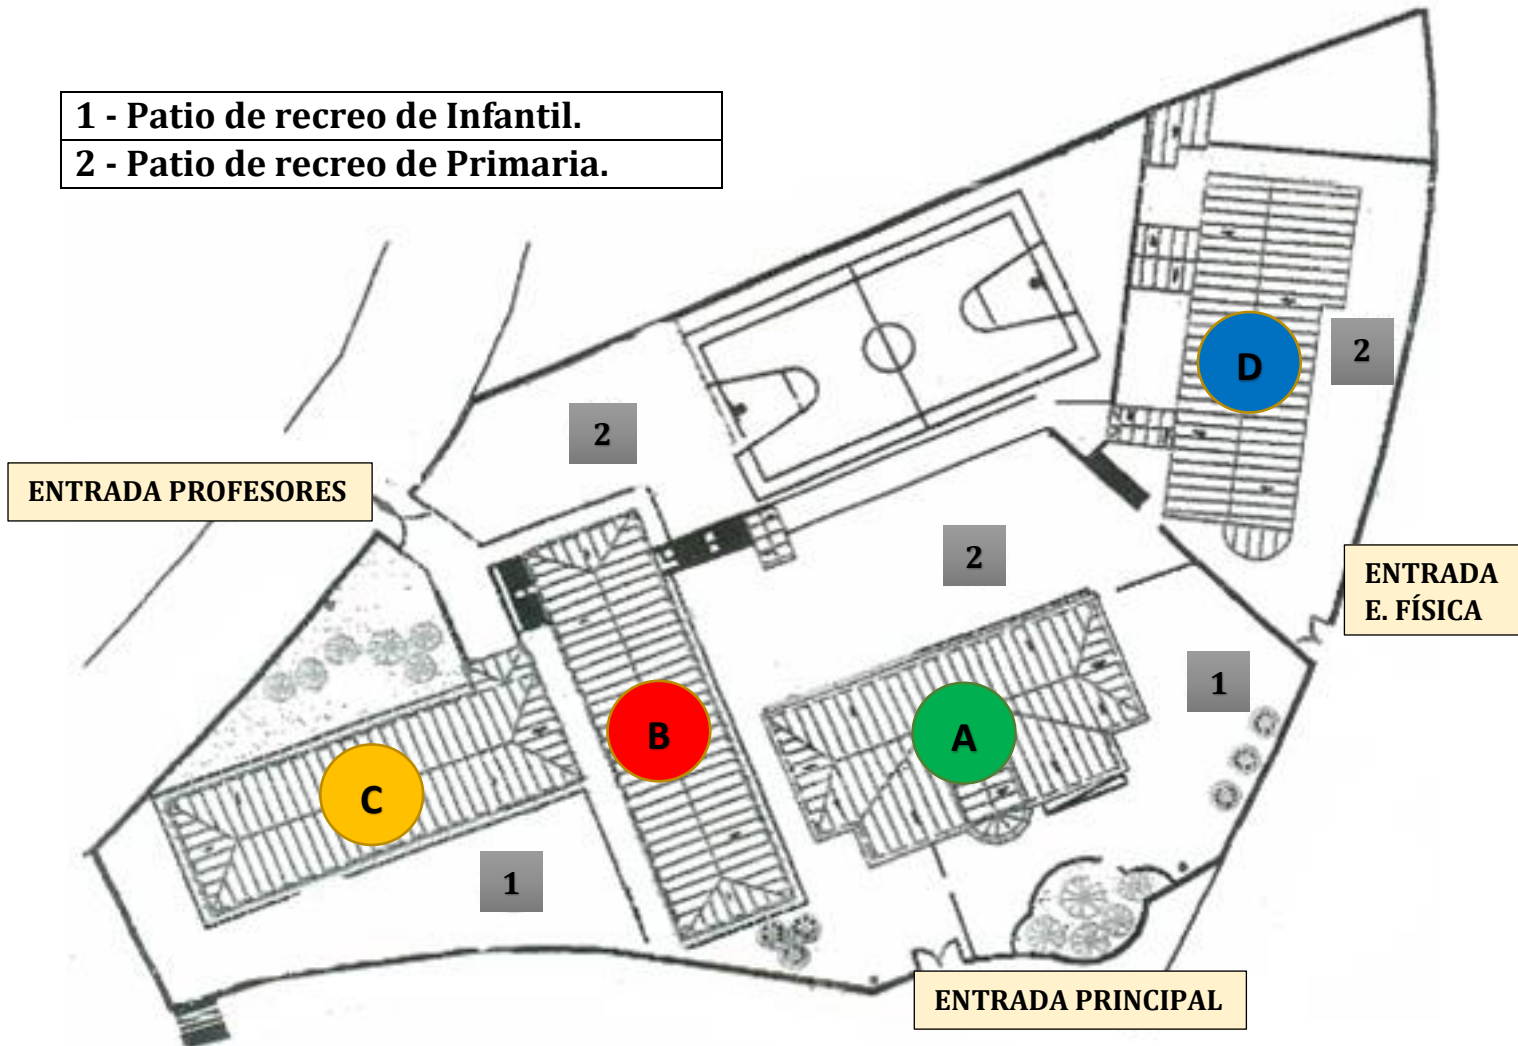 1 - Patio de recreo de Infantil.
2 - Patio de recreo de Primaria.
D
2
2
ENTRADA PROFESORES
2
ENTRADA
E. FÍSICA
1
B
A
C
1
ENTRADA PRINCIPAL